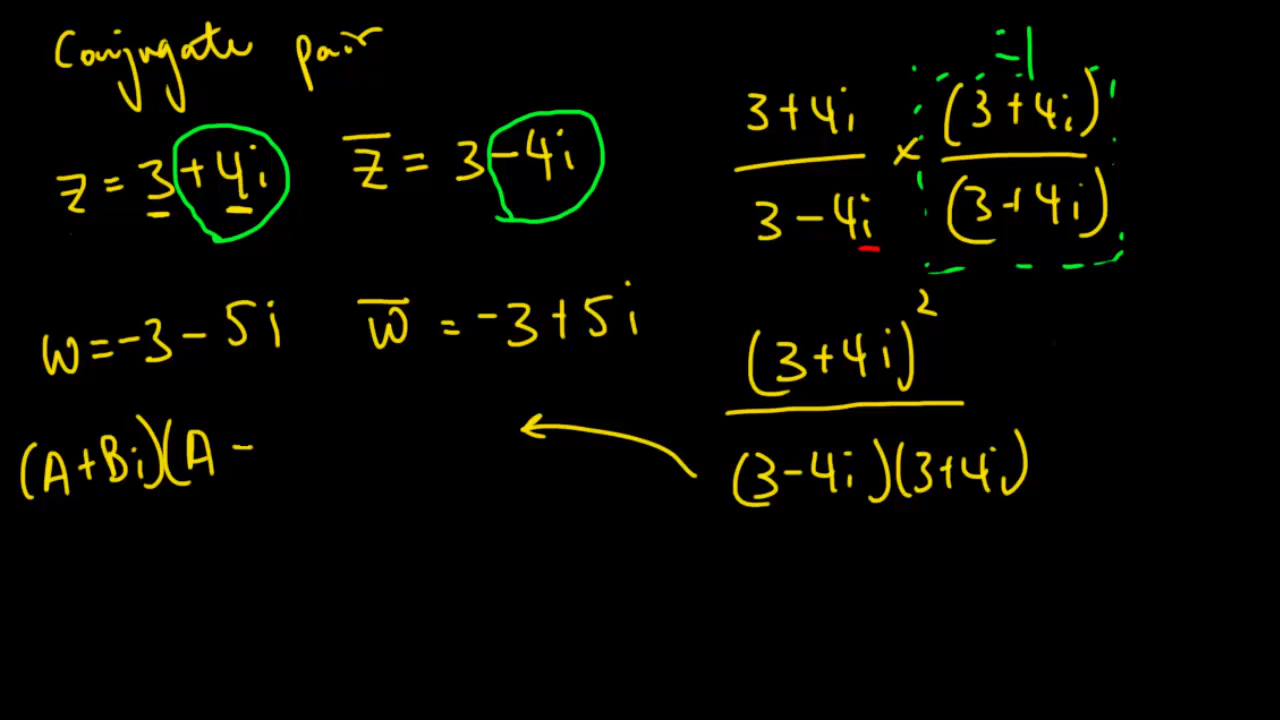 Conjugate pair
z = 3 + 4i z̅ = 3 - 4i
w = -3 - 5i w̅ = -3 + 5i
(A + Bi)(A -
=1
3 + 4i × (3 + 4i)
3 - 4i (3 + 4i)
(3 + 4i)²
(3 - 4i)(3 + 4i)